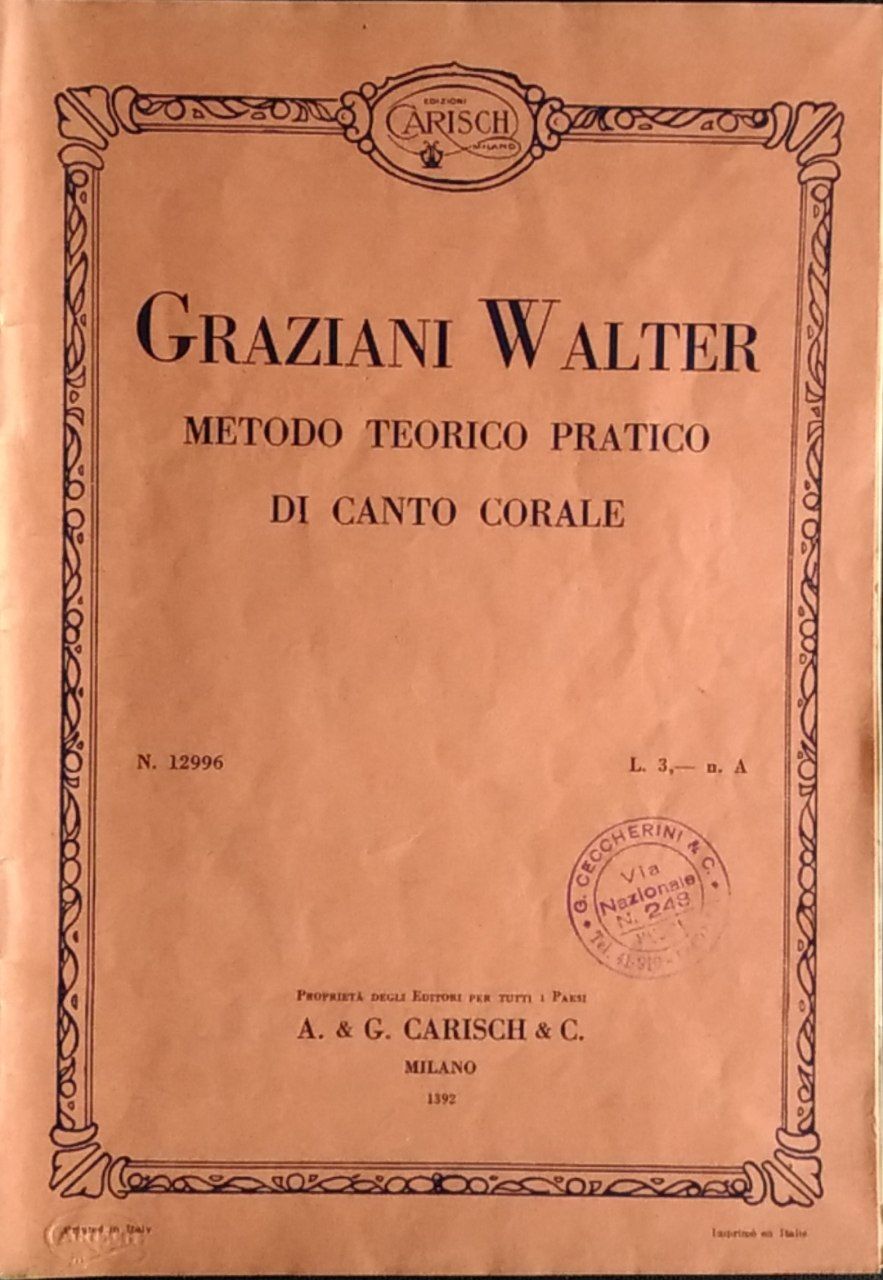 EDIZIONI
CARISCH
MILANO
GRAZIANI WALTER
METODO TEORICO PRATICO
DI CANTO CORALE
N. 12996
L. 3,— n. A
G. CECCHERINI & C.
Via
Nazionale
N. 248
Tel.
PROPRIETÀ DEGLI EDITORI PER TUTTI I PAESI
A. & G. CARISCH & C.
MILANO
1392
Printed in Italy
Imprimé en Italie